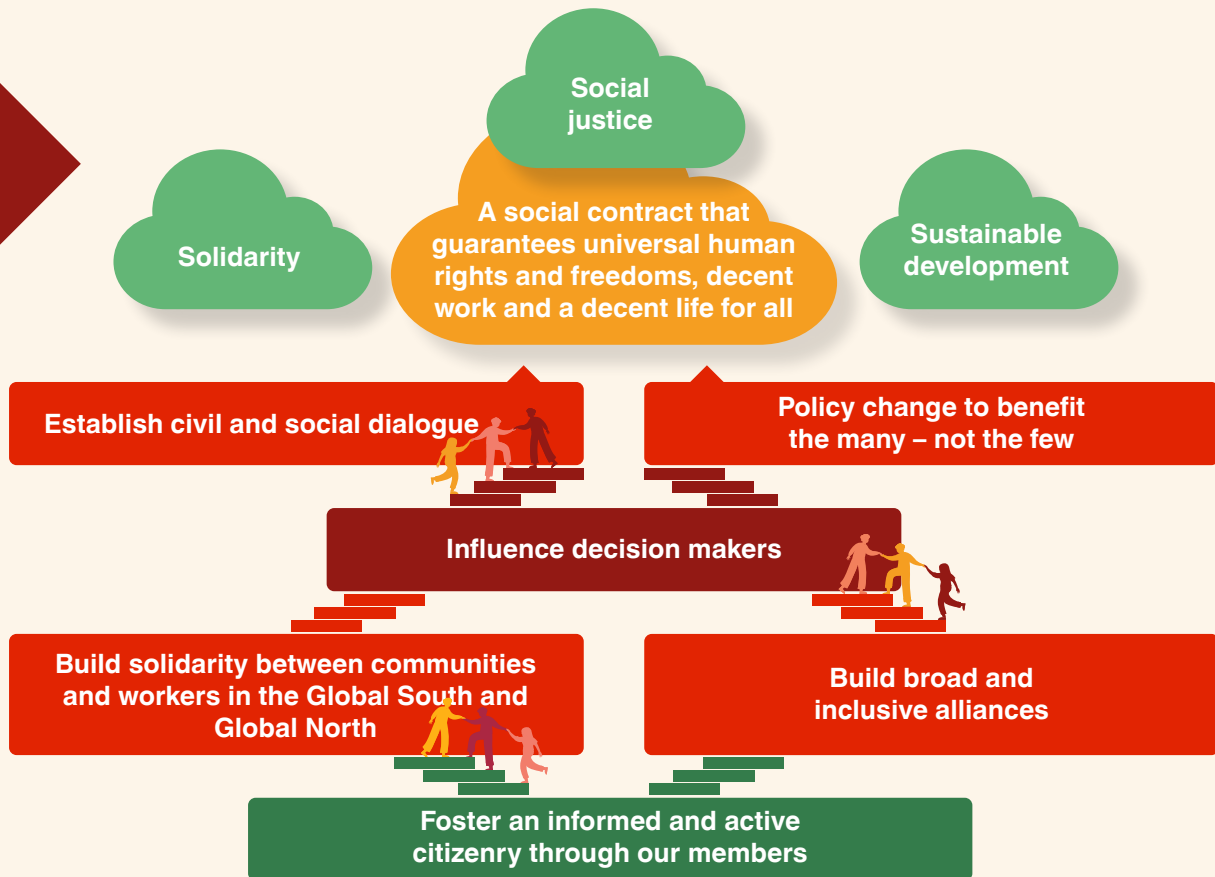 Social
justice
Solidarity
A social contract that
guarantees universal human
rights and freedoms, decent
work and a decent life for all
Sustainable
development
Establish civil and social dialogue
Policy change to benefit
the many – not the few
Influence decision makers
Build solidarity between communities
and workers in the Global South and
Global North
Build broad and
inclusive alliances
Foster an informed and active
citizenry through our members